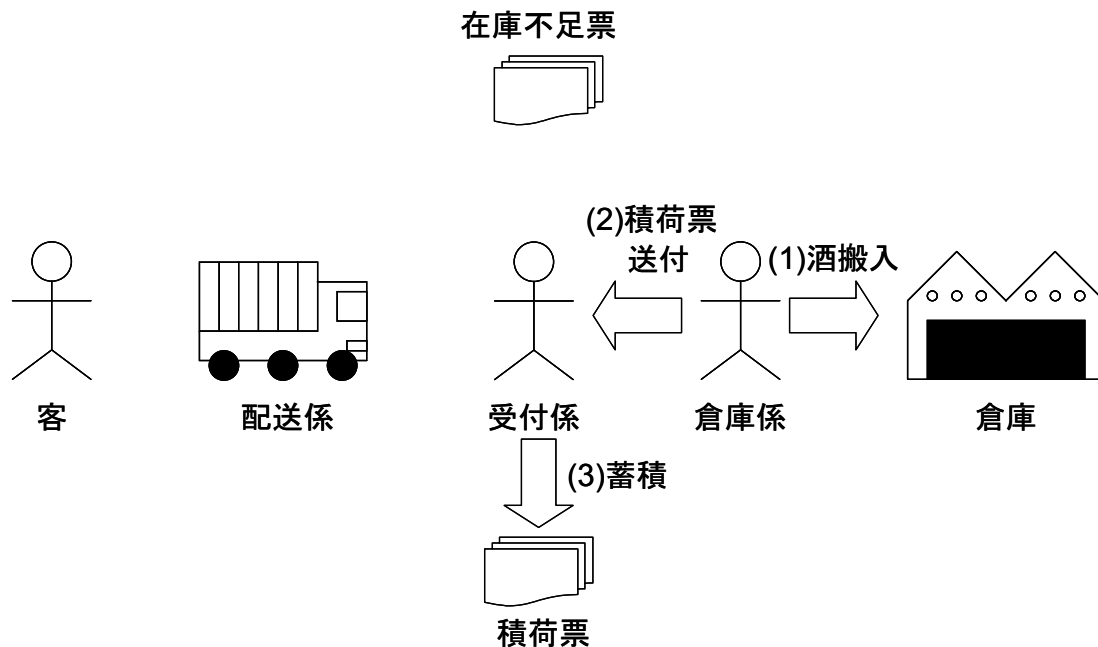 在庫不足票
(2)積荷票
送付
(1)酒搬入
客
配送係
受付係
倉庫係
倉庫
(3)蓄積
積荷票